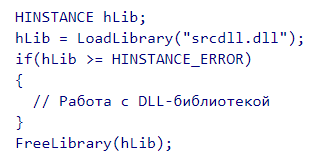 HINSTANCE hLib;
hLib = LoadLibrary("srcdll.dll");
if(hLib >= HINSTANCE_ERROR)
{
  // Работа с DLL-библиотекой
}
FreeLibrary(hLib);